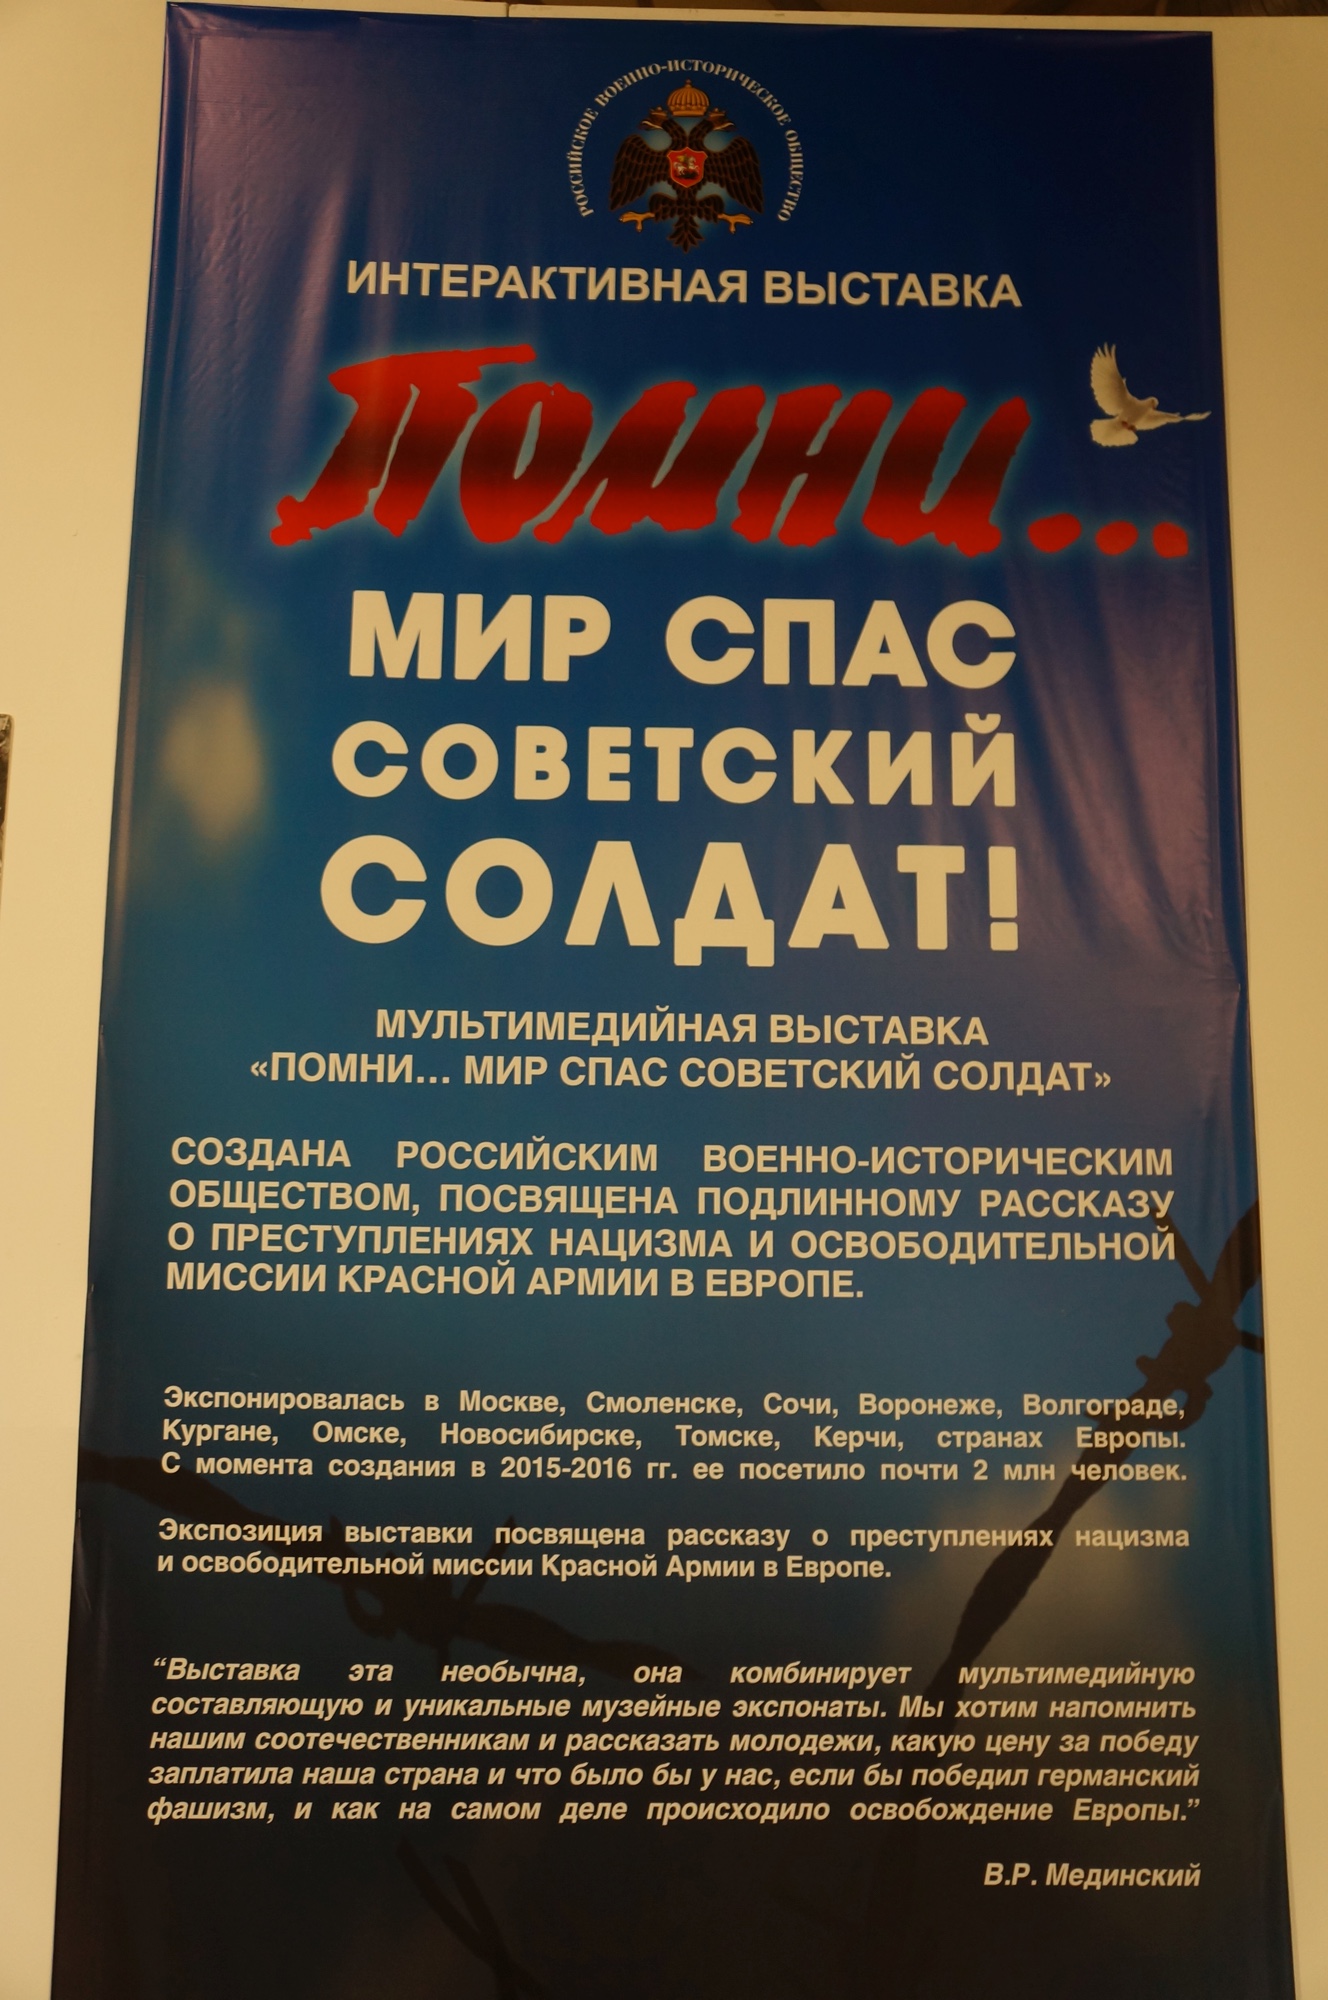 РОССИЙСКОЕ ВОЕННО-ИСТОРИЧЕСКОЕ ОБЩЕСТВО
ИНТЕРАКТИВНАЯ ВЫСТАВКА
Помни...
МИР СПАС
СОВЕТСКИЙ
СОЛДАТ!
МУЛЬТИМЕДИЙНАЯ ВЫСТАВКА
«ПОМНИ... МИР СПАС СОВЕТСКИЙ СОЛДАТ»
СОЗДАНА РОССИЙСКИМ ВОЕННО-ИСТОРИЧЕСКИМ
ОБЩЕСТВОМ, ПОСВЯЩЕНА ПОДЛИННОМУ РАССКАЗУ
О ПРЕСТУПЛЕНИЯХ НАЦИЗМА И ОСВОБОДИТЕЛЬНОЙ
МИССИИ КРАСНОЙ АРМИИ В ЕВРОПЕ.
Экспонировалась в Москве, Смоленске, Сочи, Воронеже, Волгограде,
Кургане, Омске, Новосибирске, Томске, Керчи, странах Европы.
С момента создания в 2015-2016 гг. ее посетило почти 2 млн человек.
Экспозиция выставки посвящена рассказу о преступлениях нацизма
и освободительной миссии Красной Армии в Европе.
“Выставка эта необычна, она комбинирует мультимедийную
составляющую и уникальные музейные экспонаты. Мы хотим напомнить
нашим соотечественникам и рассказать молодежи, какую цену за победу
заплатила наша страна и что было бы у нас, если бы победил германский
фашизм, и как на самом деле происходило освобождение Европы.”
В.Р. Мединский